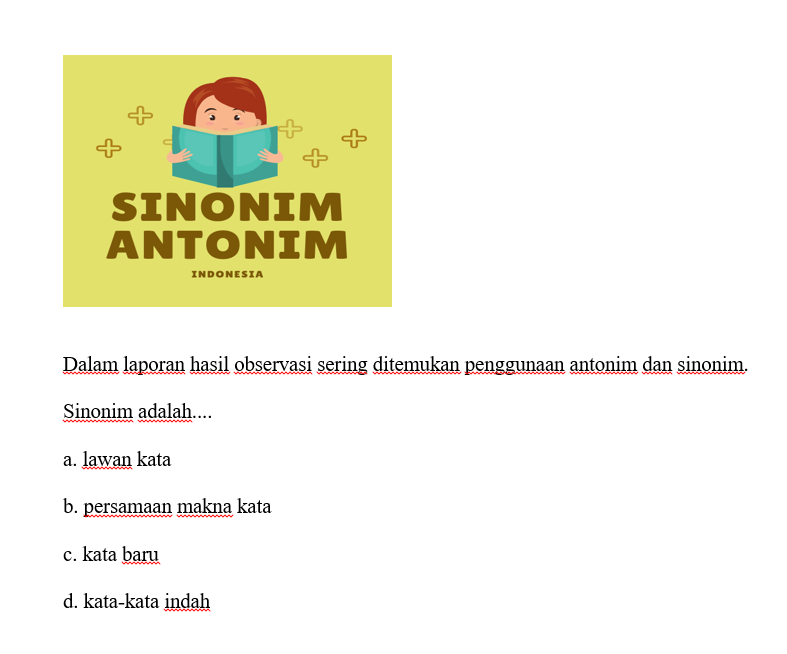 SINONIM
ANTONIM
INDONESIA
Dalam laporan hasil observasi sering ditemukan penggunaan antonim dan sinonim.
Sinonim adalah....
a. lawan kata
b. persamaan makna kata
c. kata baru
d. kata-kata indah